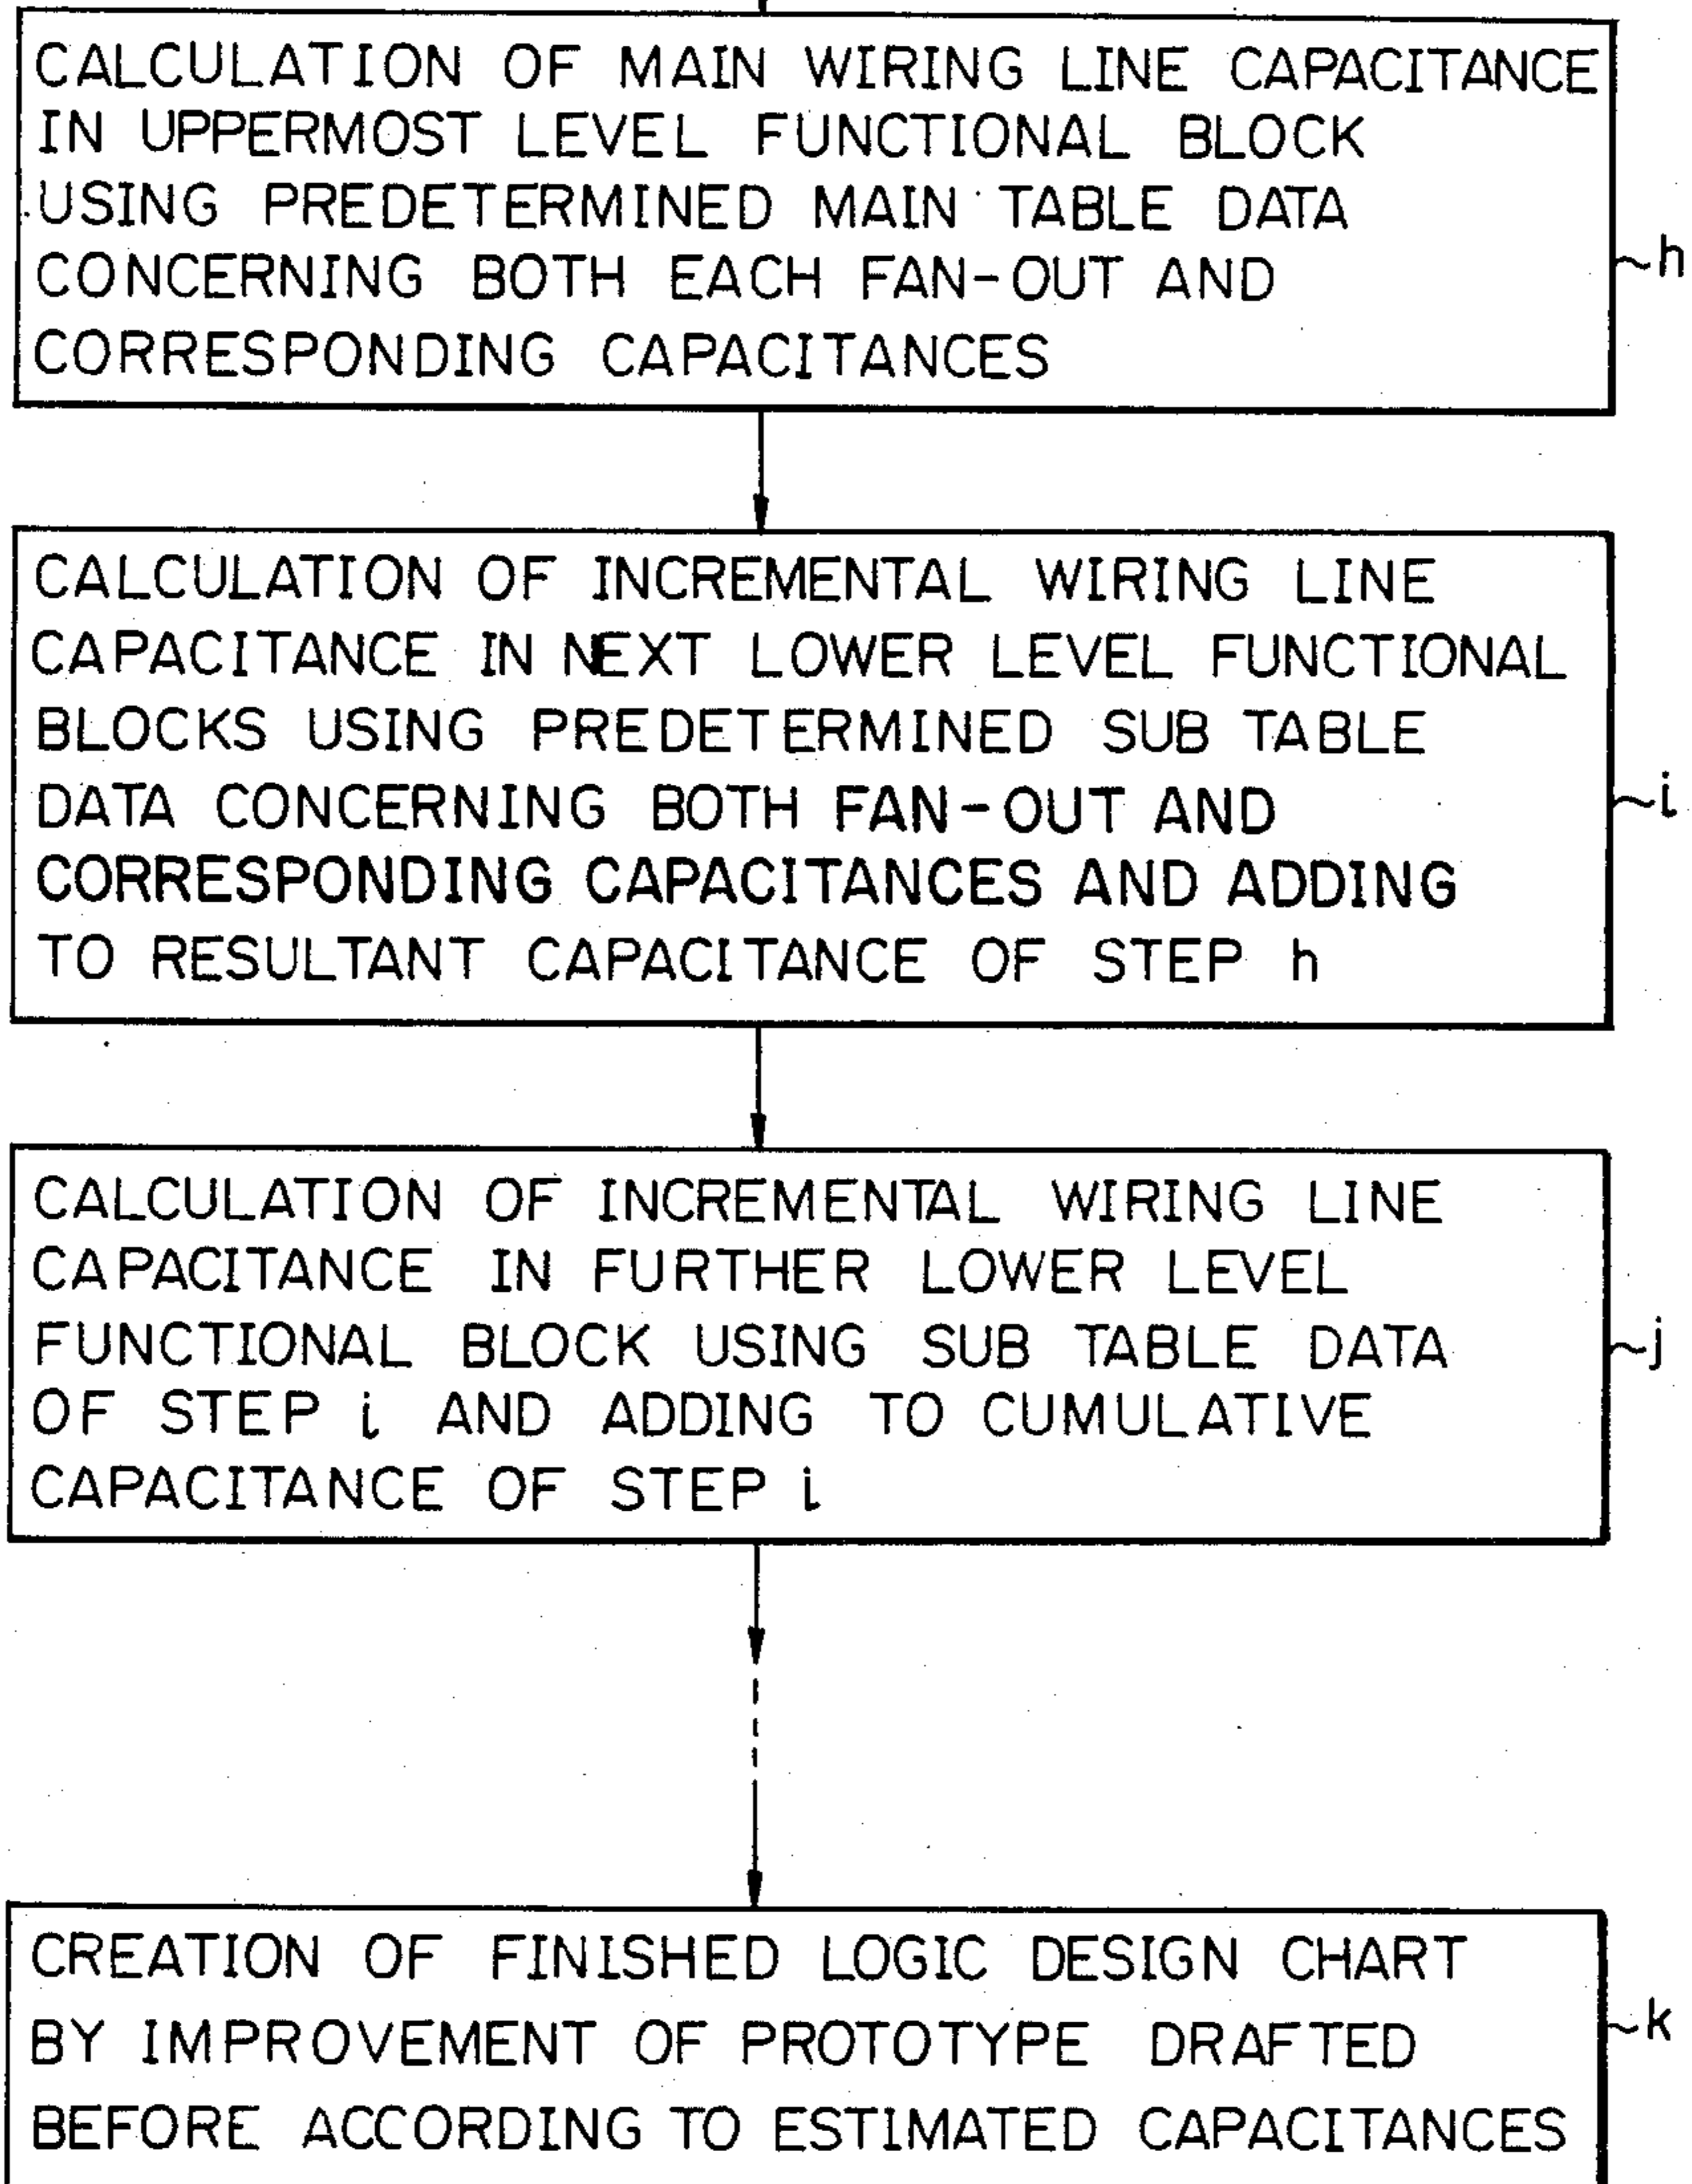 CALCULATION OF MAIN WIRING LINE CAPACITANCE
IN UPPERMOST LEVEL FUNCTIONAL BLOCK
USING PREDETERMINED MAIN TABLE DATA
CONCERNING BOTH EACH FAN-OUT AND
CORRESPONDING CAPACITANCES
h
CALCULATION OF INCREMENTAL WIRING LINE
CAPACITANCE IN NEXT LOWER LEVEL FUNCTIONAL
BLOCKS USING PREDETERMINED SUB TABLE
DATA CONCERNING BOTH FAN-OUT AND
CORRESPONDING CAPACITANCES AND ADDING
TO RESULTANT CAPACITANCE OF STEP h
i
CALCULATION OF INCREMENTAL WIRING LINE
CAPACITANCE IN FURTHER LOWER LEVEL
FUNCTIONAL BLOCK USING SUB TABLE DATA
OF STEP i AND ADDING TO CUMULATIVE
CAPACITANCE OF STEP i
j
CREATION OF FINISHED LOGIC DESIGN CHART
BY IMPROVEMENT OF PROTOTYPE DRAFTED
BEFORE ACCORDING TO ESTIMATED CAPACITANCES
k